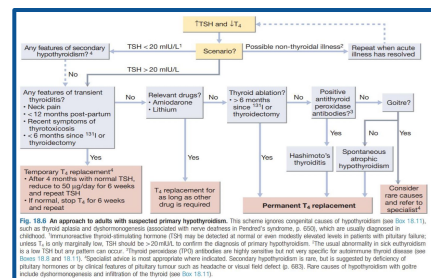 ↑TSH and ↓T4
TSH < 20 mIU/L1
Scenario?
Possible non-thyroidal illness2
Any features of secondary
hypothyroidism?4
Repeat when acute
illness has resolved
No
TSH > 20 mIU/L
Any features of transient
thyroiditis?
• Neck pain
• < 12 months post-partum
• Recent symptoms of
thyrotoxicosis
• < 6 months since 131I or
thyroidectomy
No
Relevant drugs?
• Amiodarone
• Lithium
No
Thyroid ablation?
• > 6 months
since 131I or
thyroidectomy
No
Positive
antithyroid
peroxidase
antibodies?3
No
Goitre?
Yes
Yes
Yes
Yes
No
Yes
Hashimoto's
thyroiditis
Spontaneous
atrophic
hypothyroidism
Temporary T4 replacement4
• After 4 months with normal TSH,
reduce to 50 µg/day for 6 weeks
and repeat TSH
• If normal, stop T4 for 6 weeks
and repeat
T4 replacement for
as long as other
drug is required
Permanent T4 replacement
Consider
rare causes
and refer to
specialist4
Fig. 18.6 An approach to adults with suspected primary hypothyroidism. This scheme ignores congenital causes of hypothyroidism (see Box 18.11),
such as thyroid aplasia and dyshormonogenesis (associated with nerve deafness in Pendred's syndrome, p. 650), which are usually diagnosed in
childhood. 1Immunoreactive thyroid-stimulating hormone (TSH) may be detected at normal or even modestly elevated levels in patients with pituitary failure;
unless T4 is only marginally low, TSH should be >20 mIU/L to confirm the diagnosis of primary hypothyroidism. 2The usual abnormality in sick euthyroidism
is a low TSH but any pattern can occur. 3Thyroid peroxidase (TPO) antibodies are highly sensitive but not very specific for autoimmune thyroid disease (see
Boxes 18.8 and 18.11). 4Specialist advice is most appropriate where indicated. Secondary hypothyroidism is rare, but is suggested by deficiency of
pituitary hormones or by clinical features of pituitary tumour such as headache or visual field defect (p. 683). Rare causes of hypothyroidism with goitre
include dyshormonogenesis and infiltration of the thyroid (see Box 18.11).